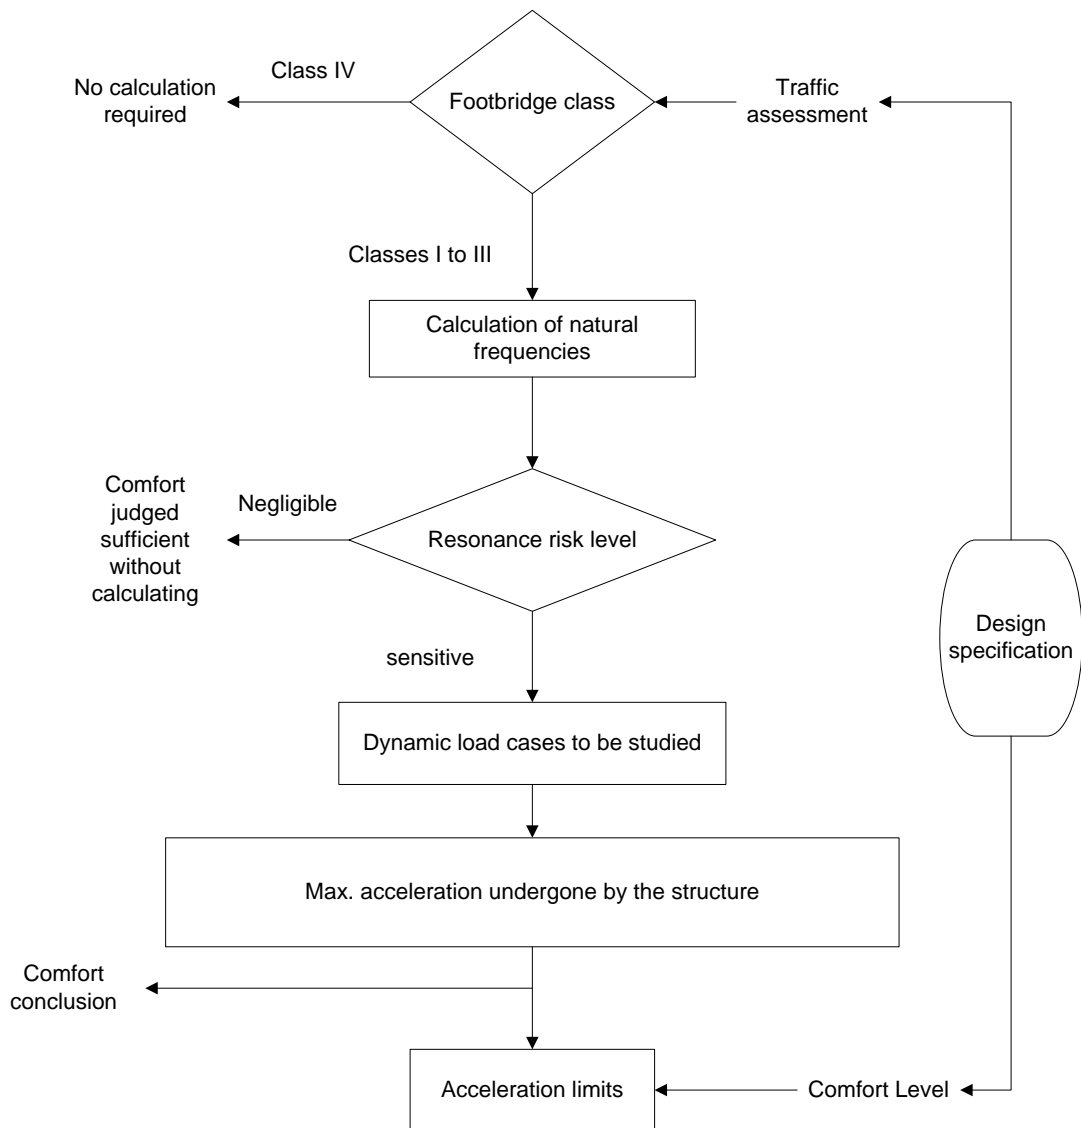 Class IV
No calculation
required
Footbridge class
Traffic
assessment
Classes I to III
Calculation of natural
frequencies
Comfort
judged
sufficient
without
calculating
Negligible
Resonance risk level
Design
specification
sensitive
Dynamic load cases to be studied
Max. acceleration undergone by the structure
Comfort
conclusion
Acceleration limits
Comfort Level